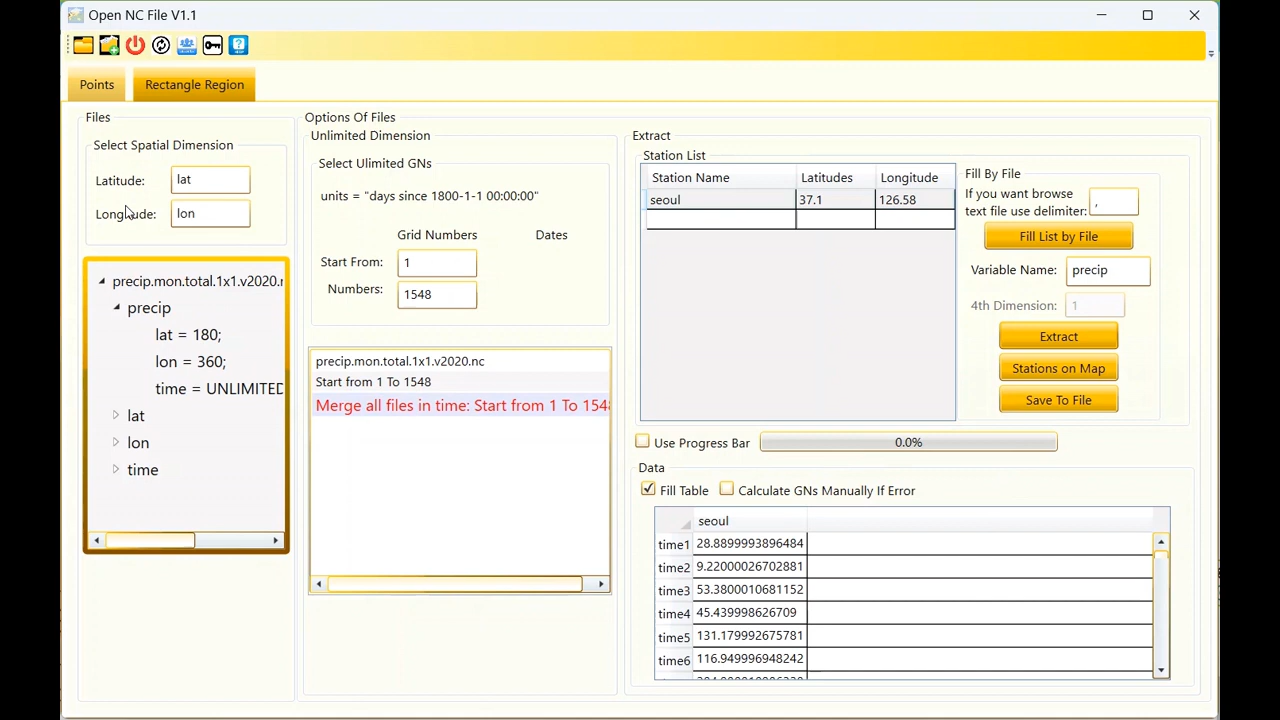 Open NC File V1.1
Points
Rectangle Region
Files
Select Spatial Dimension
Latitude:
lat
Longitude:
lon
precip.mon.total.1x1.v2020.
precip
lat = 180;
lon = 360;
time = UNLIMITED
lat
lon
time
Options Of Files
Unlimited Dimension
Select Ulimited GNs
units = "days since 1800-1-1 00:00:00"
Grid Numbers
Dates
Start From:
1
Numbers:
1548
precip.mon.total.1x1.v2020.nc
Start from 1 To 1548
Merge all files in time: Start from 1 To 154
Extract
Station List
Station Name Latitudes Longitude
seoul 37.1 126.58
Fill By File
If you want browse
text file use delimiter:
,
Fill List by File
Variable Name:
precip
4th Dimension:
1
Extract
Stations on Map
Save To File
Use Progress Bar
0.0%
Data
Fill Table
Calculate GNs Manually If Error
seoul
time1 28.8899993896484
time2 9.22000026702881
time3 53.3800010681152
time4 45.439998626709
time5 131.179992675781
time6 116.949996948242